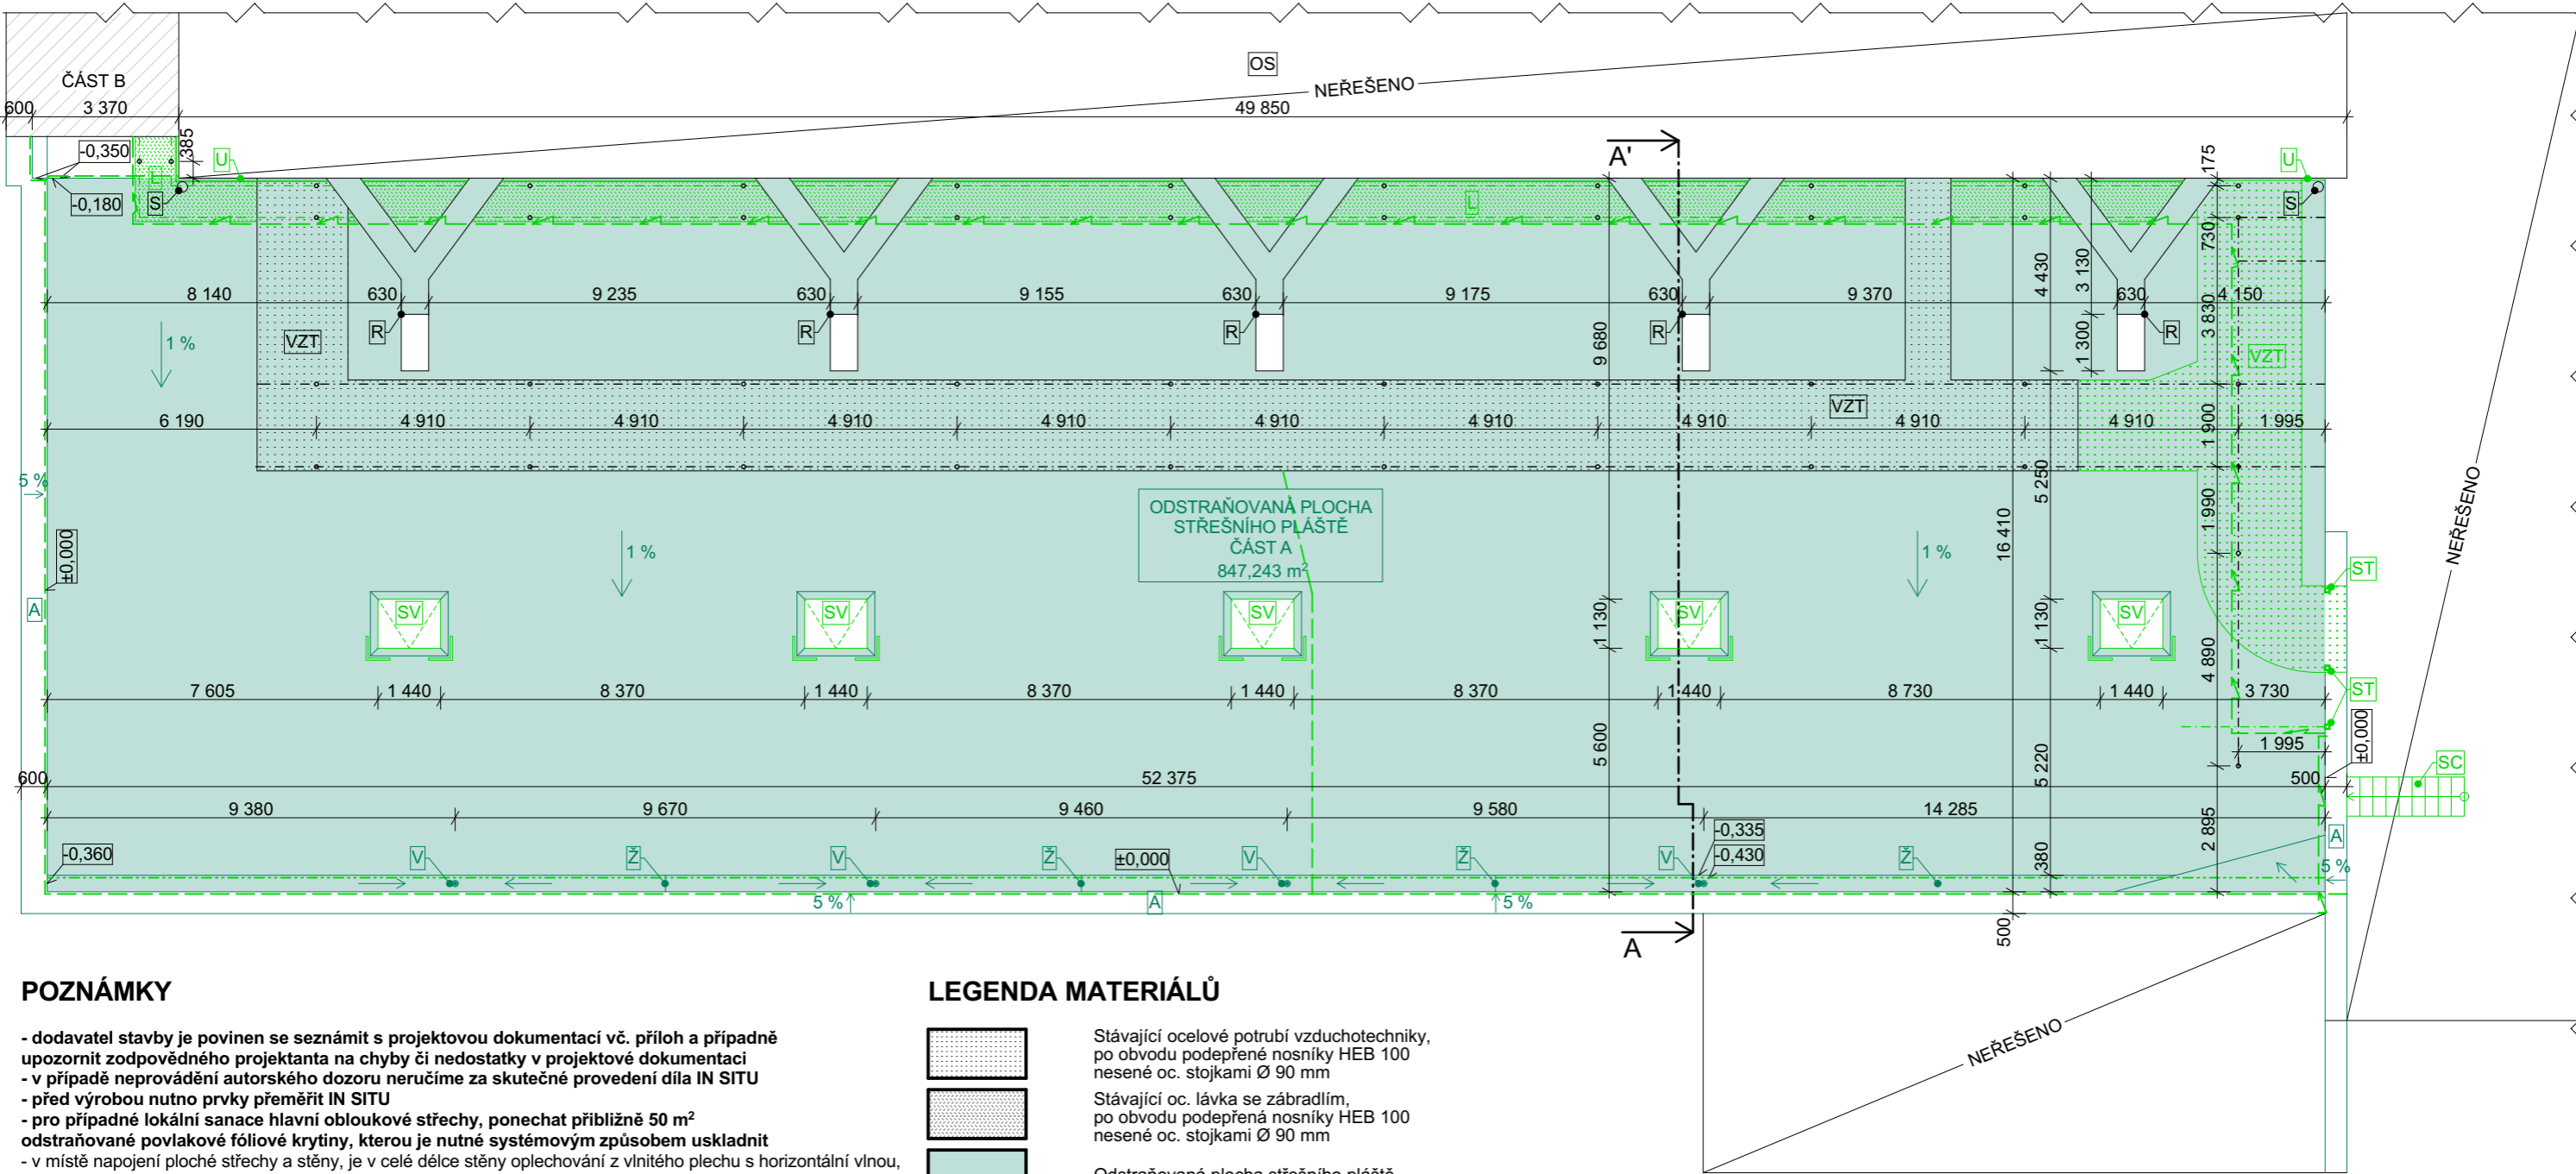 ČÁST B
OS
NEŘEŠENO
600
3 370
49 850
-0,350
385
U
A'
175
U
L
-0,180
S
L
S
730
8 140
630
9 235
630
9 155
630
9 175
630
9 370
4 430
3 130
630
3 830
4 150
1 %
VZT
R
R
R
9 680
R
1 300
R
VZT
VZT
6 190
4 910
4 910
4 910
4 910
4 910
4 910
4 910
4 910
4 910
1 900
1 995
5 %
ODSTRAŇOVANÁ PLOCHA
STŘEŠNÍHO PLÁŠTĚ
ČÁST A
847,243 m²
5 250
1 990
16 410
NEŘEŠENO
±0,000
1 %
1 %
ST
A
SV
SV
SV
1 130
SV
1 130
SV
4 890
7 605
1 440
8 370
1 440
8 370
1 440
8 370
1 440
8 730
1 440
3 730
ST
5 600
5 220
1 995
±0,000
SC
600
52 375
500
9 380
9 670
9 460
9 580
14 285
2 895
-0,335
A
-0,360
V
Ž
V
Ž
±0,000
V
Ž
V
-0,430
Ž
380
5 %
5 %
A
5 %
500
A
POZNÁMKY
- dodavatel stavby je povinen se seznámit s projektovou dokumentací vč. příloh a případně
upozornit zodpovědného projektanta na chyby či nedostatky v projektové dokumentaci
- v případě neprovádění autorského dozoru neručíme za skutečné provedení díla IN SITU
- před výrobou nutno prvky přeměřit IN SITU
- pro případné lokální sanace hlavní obloukové střechy, ponechat přibližně 50 m²
odstraňované povlakové fóliové krytiny, kterou je nutné systémovým způsobem uskladnit
- v místě napojení ploché střechy a stěny, je v celé délce stěny oplechování z vlnitého plechu s horizontální vlnou,
LEGENDA MATERIÁLŮ
Stávající ocelové potrubí vzduchotechniky,
po obvodu podepřené nosníky HEB 100
nesené oc. stojkami Ø 90 mm
Stávající oc. lávka se zábradlím,
po obvodu podepřená nosníky HEB 100
nesené oc. stojkami Ø 90 mm
NEŘEŠENO